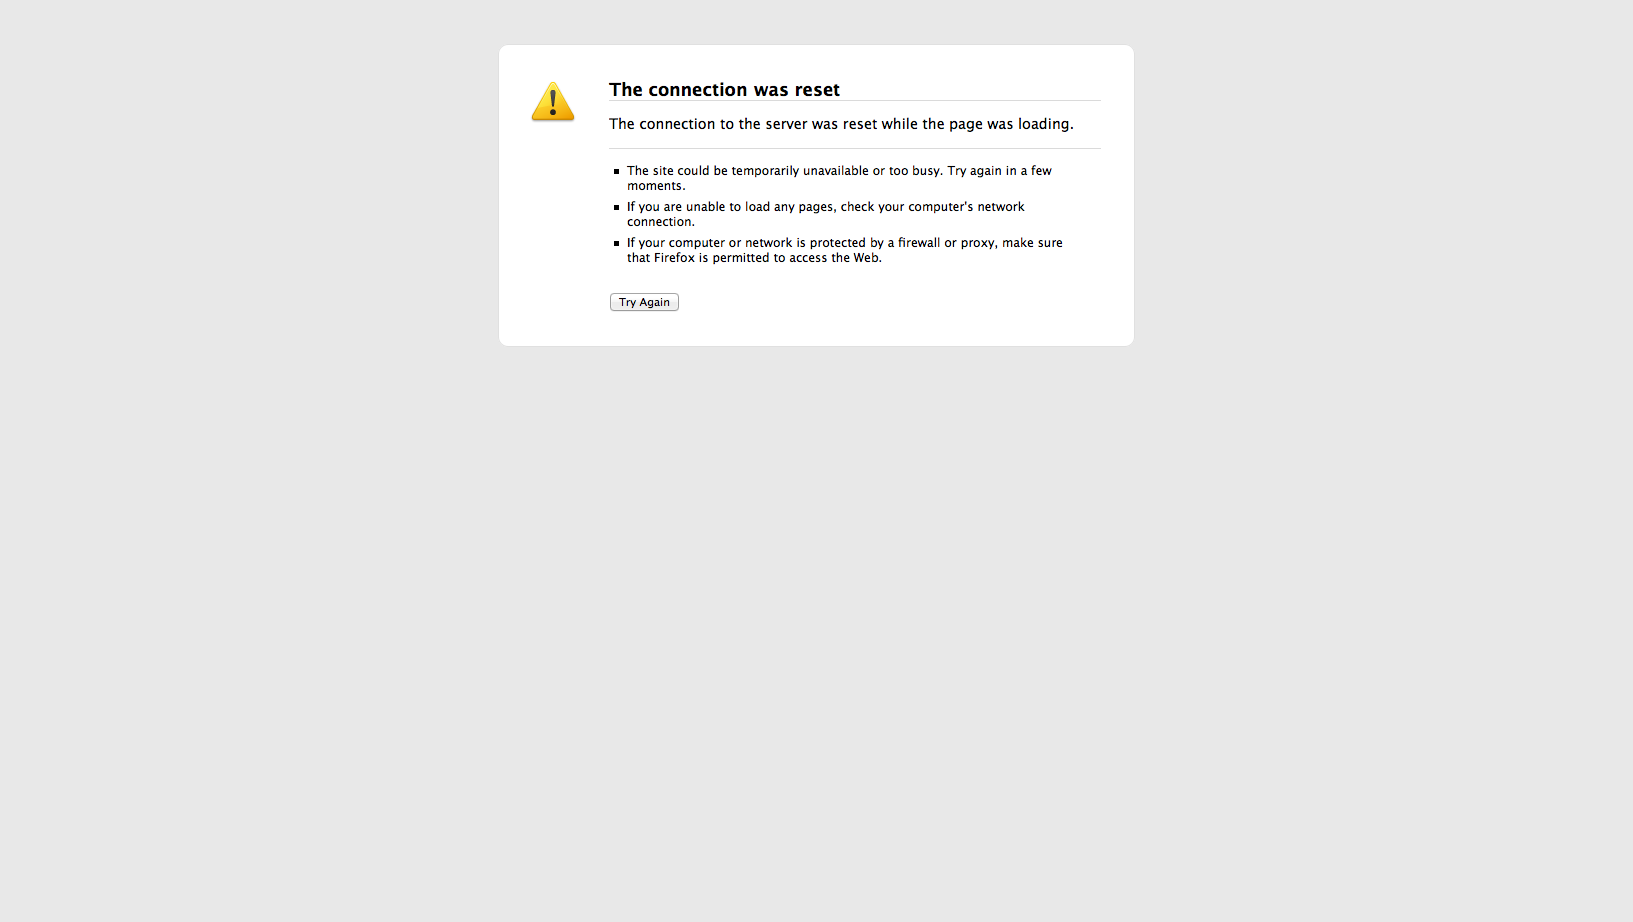 The connection was reset
The connection to the server was reset while the page was loading.
The site could be temporarily unavailable or too busy. Try again in a few
moments.
If you are unable to load any pages, check your computer's network
connection.
If your computer or network is protected by a firewall or proxy, make sure
that Firefox is permitted to access the Web.
Try Again